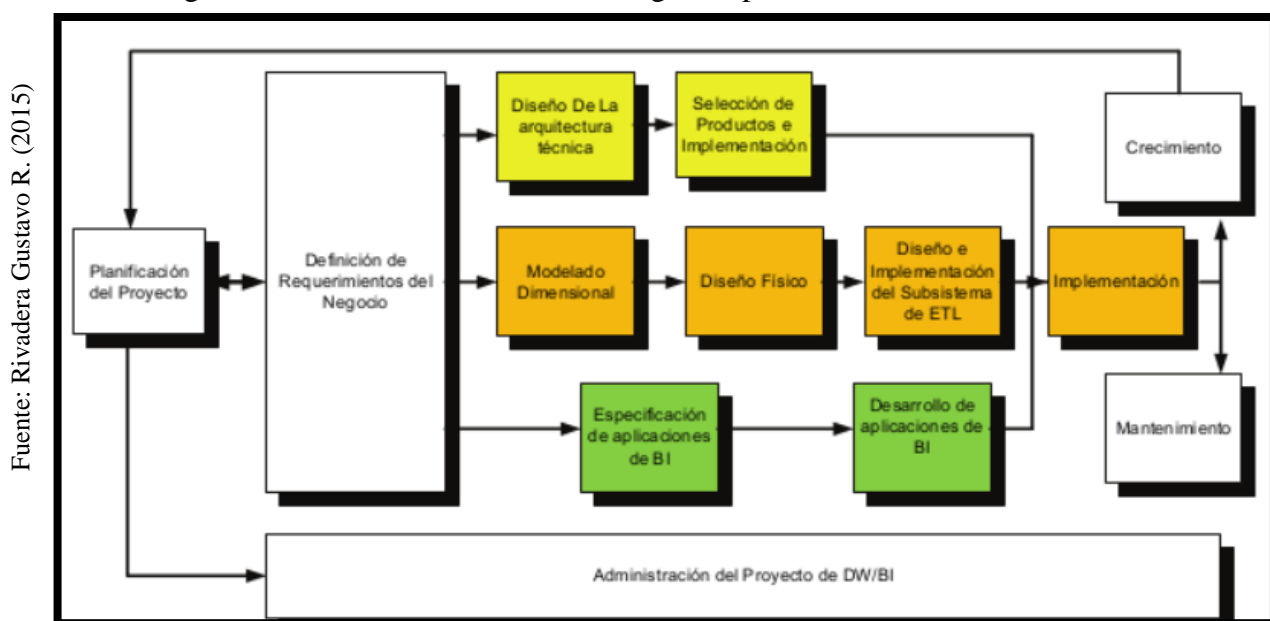 Fuente: Rivadera Gustavo R. (2015)
Diseño De La
arquitectura
técnica
Selección de
Productos e
Implementación
Crecimiento
Planificación
del Proyecto
Definición de
Requerimientos del
Negocio
Modelado
Dimensional
Diseño Físico
Diseño e
Implementación
del Subsistema
de ETL
Implementación
Especificación
de aplicaciones
de BI
Desarrollo de
aplicaciones de
BI
Mantenimiento
Administración del Proyecto de DW/BI